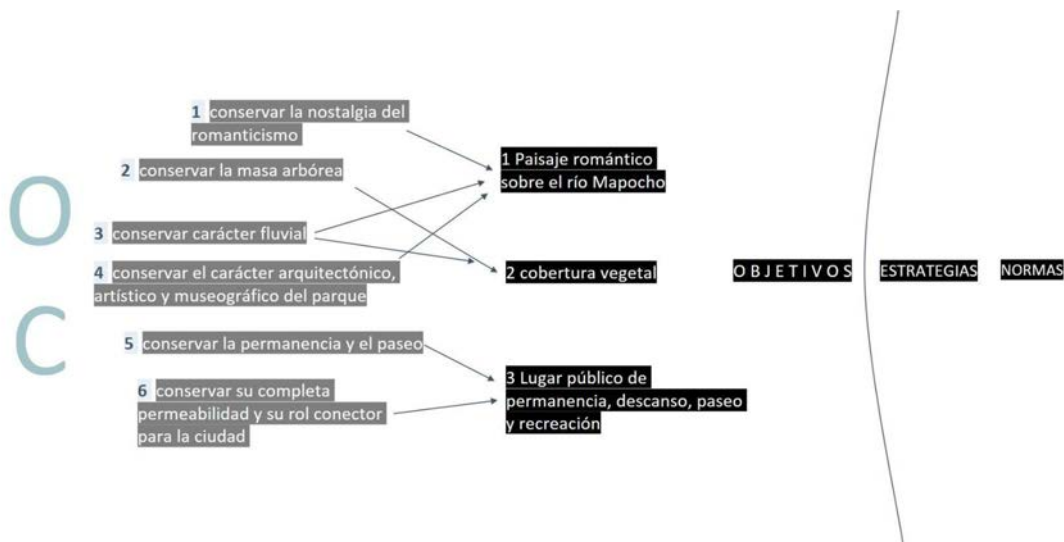 O
C
1 conservar la nostalgia del
romanticismo
2 conservar la masa arbórea
3 conservar carácter fluvial
4 conservar el carácter arquitectónico,
artístico y museográfico del parque
5 conservar la permanencia y el paseo
6 conservar su completa
permeabilidad y su rol conector
para la ciudad
1 Paisaje romántico
sobre el río Mapocho
2 cobertura vegetal
3 Lugar público de
permanencia, descanso, paseo
y recreación
O B J E T I V O S
ESTRATEGIAS
NORMAS